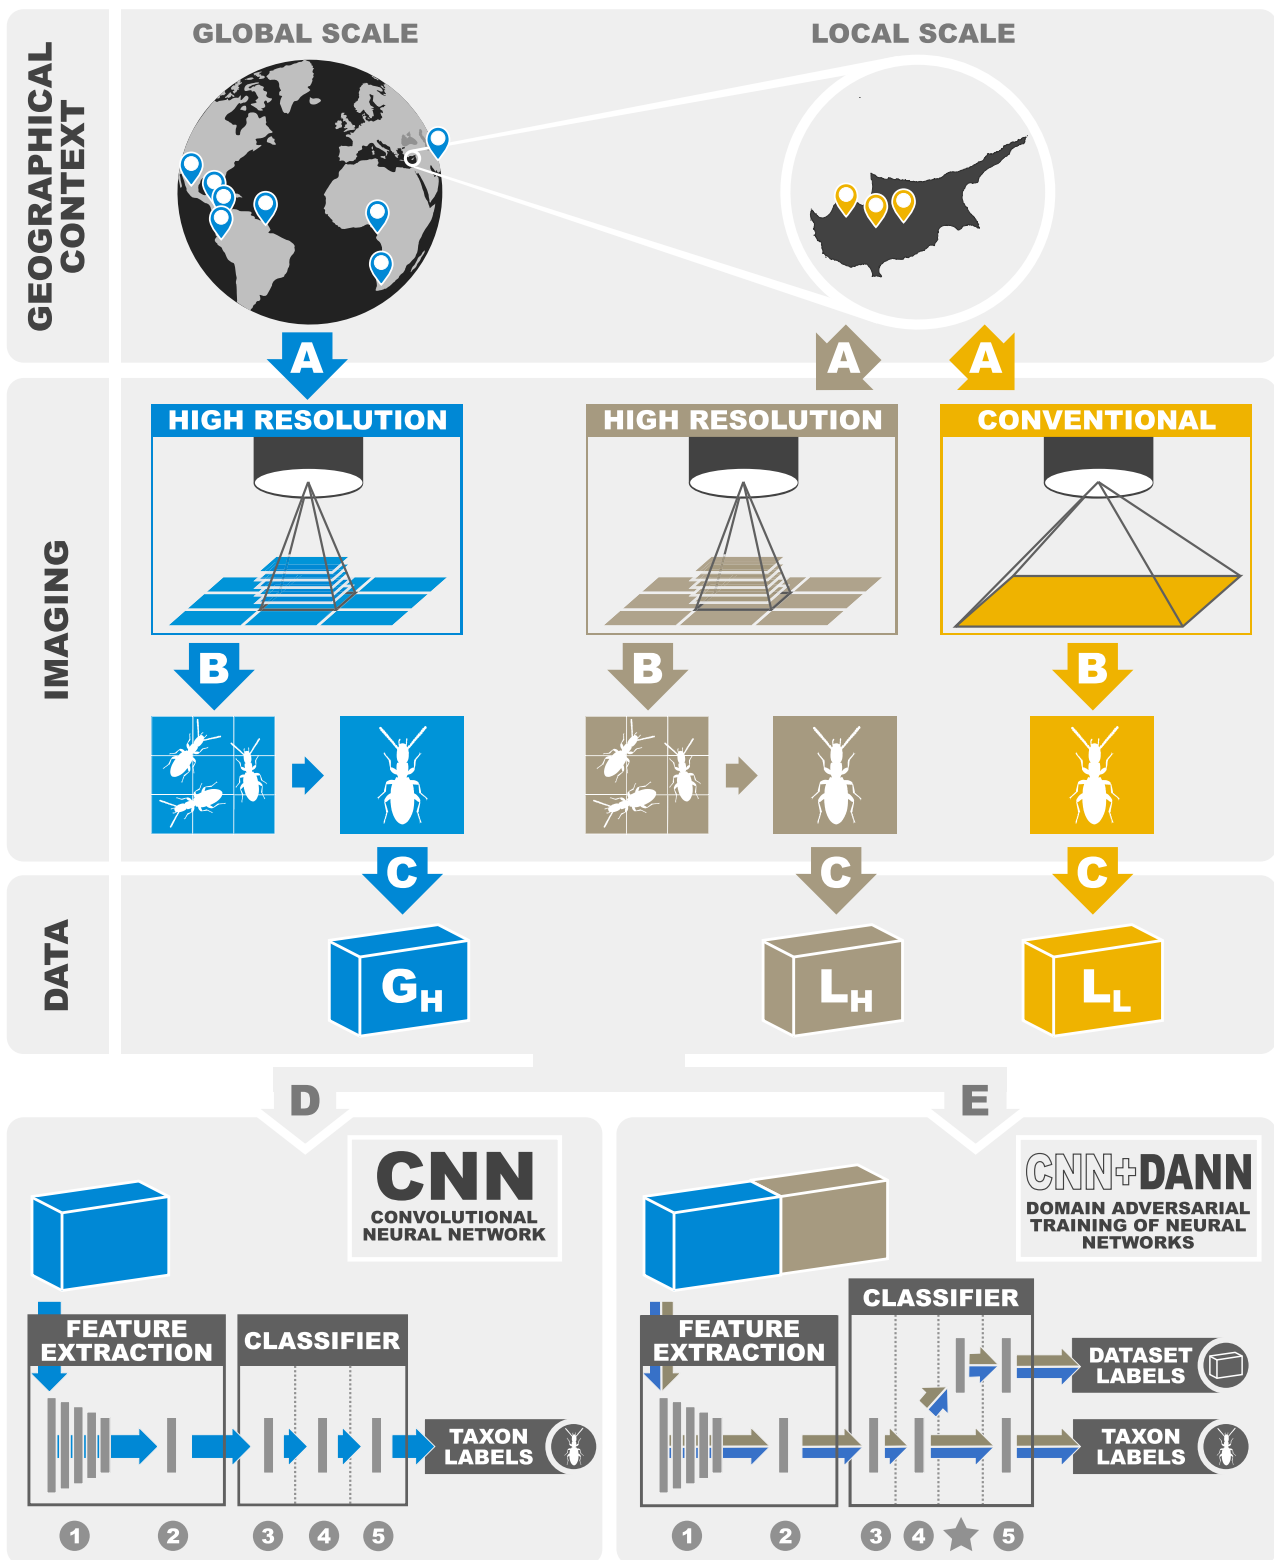 GLOBAL SCALE
LOCAL SCALE
GEOGRAPHICAL
CONTEXT
A
A
A
IMAGING
HIGH RESOLUTION
HIGH RESOLUTION
CONVENTIONAL
B
B
B
C
C
C
DATA
GH
LH
LL
D
E
CNN
CONVOLUTIONAL
NEURAL NETWORK
FEATURE
EXTRACTION
CLASSIFIER
TAXON
LABELS
1
2
3
4
5
CNN+DANN
DOMAIN ADVERSARIAL
TRAINING OF NEURAL
NETWORKS
FEATURE
EXTRACTION
CLASSIFIER
DATASET
LABELS
TAXON
LABELS
1
2
3
4
5